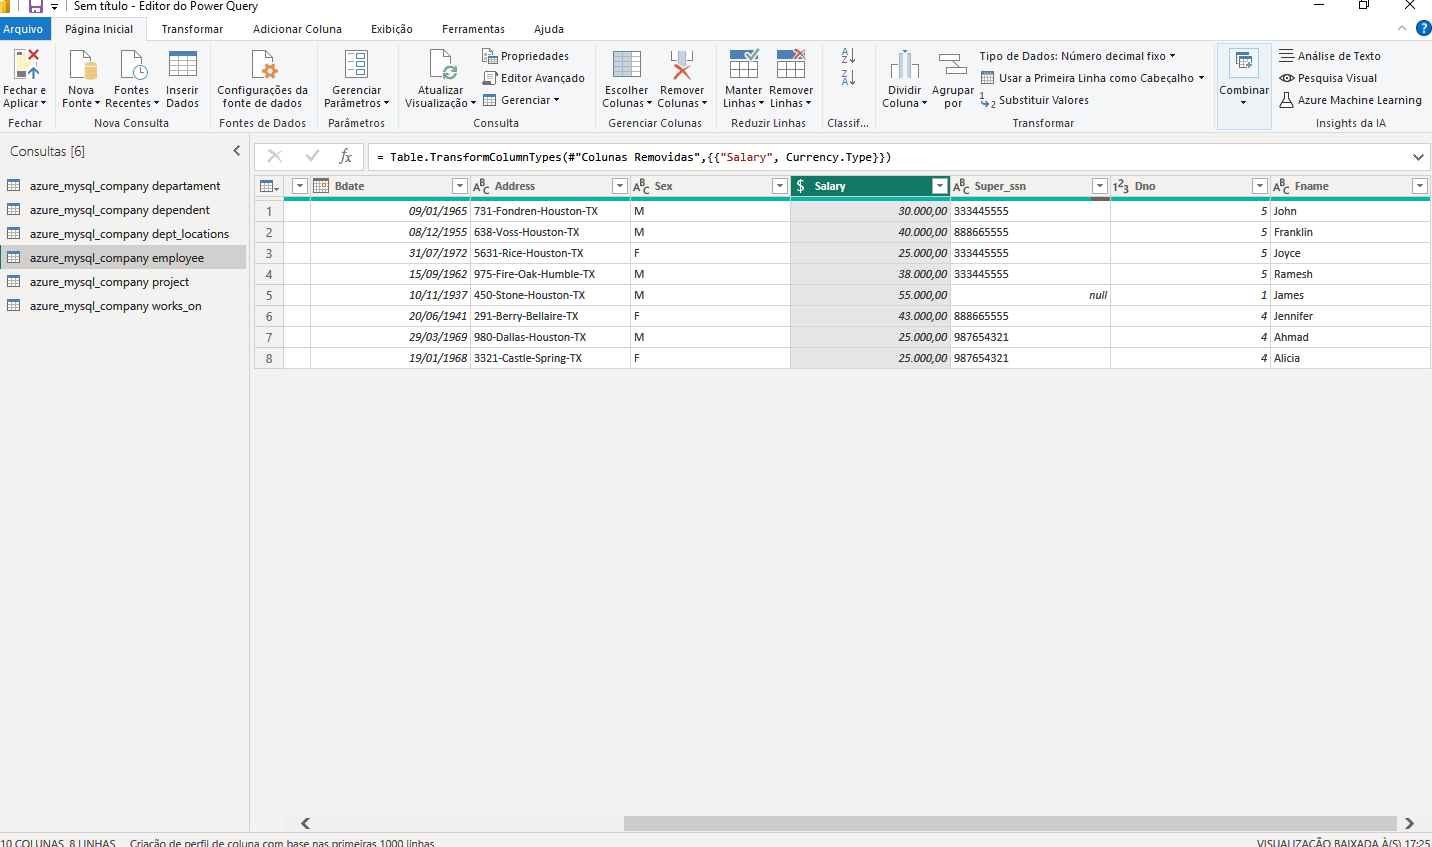 Sem título - Editor do Power Query
Arquivo Página Inicial Transformar Adicionar Coluna Exibição Ferramentas Ajuda
Fechar e Aplicar
Fechar
Nova Fonte
Fontes Recentes
Inserir Dados
Nova Consulta
Configurações da fonte de dados
Fontes de Dados
Gerenciar Parâmetros
Parâmetros
Atualizar Visualização
Propriedades
Editor Avançado
Gerenciar
Consulta
Escolher Colunas
Remover Colunas
Gerenciar Colunas
Manter Linhas
Remover Linhas
Reduzir Linhas
A Z
Z A
Classif...
Dividir Coluna
Agrupar por
Tipo de Dados: Número decimal fixo
Usar a Primeira Linha como Cabeçalho
1 2 Substituir Valores
Transformar
Combinar
Análise de Texto
Pesquisa Visual
Azure Machine Learning
Insights da IA
Consultas [6]
azure_mysql_company departament
azure_mysql_company dependent
azure_mysql_company dept_locations
azure_mysql_company employee
azure_mysql_company project
azure_mysql_company works_on
fx = Table.TransformColumnTypes(#"Colunas Removidas",{{"Salary", Currency.Type}})
Bdate ABC Address ABC Sex $ Salary ABC Super_ssn 123 Dno ABC Fname
1 09/01/1965 731-Fondren-Houston-TX M 30.000,00 333445555 5 John
2 08/12/1955 638-Voss-Houston-TX M 40.000,00 888665555 5 Franklin
3 31/07/1972 5631-Rice-Houston-TX F 25.000,00 333445555 5 Joyce
4 15/09/1962 975-Fire-Oak-Humble-TX M 38.000,00 333445555 5 Ramesh
5 10/11/1937 450-Stone-Houston-TX M 55.000,00 null 1 James
6 20/06/1941 291-Berry-Bellaire-TX F 43.000,00 888665555 4 Jennifer
7 29/03/1969 980-Dallas-Houston-TX M 25.000,00 987654321 4 Ahmad
8 19/01/1968 3321-Castle-Spring-TX F 25.000,00 987654321 4 Alicia
10 COLUNAS, 8 LINHAS Criação de perfil de coluna com base nas primeiras 1000 linhas VISUALIZAÇÃO BAIXADA À(S) 17:25